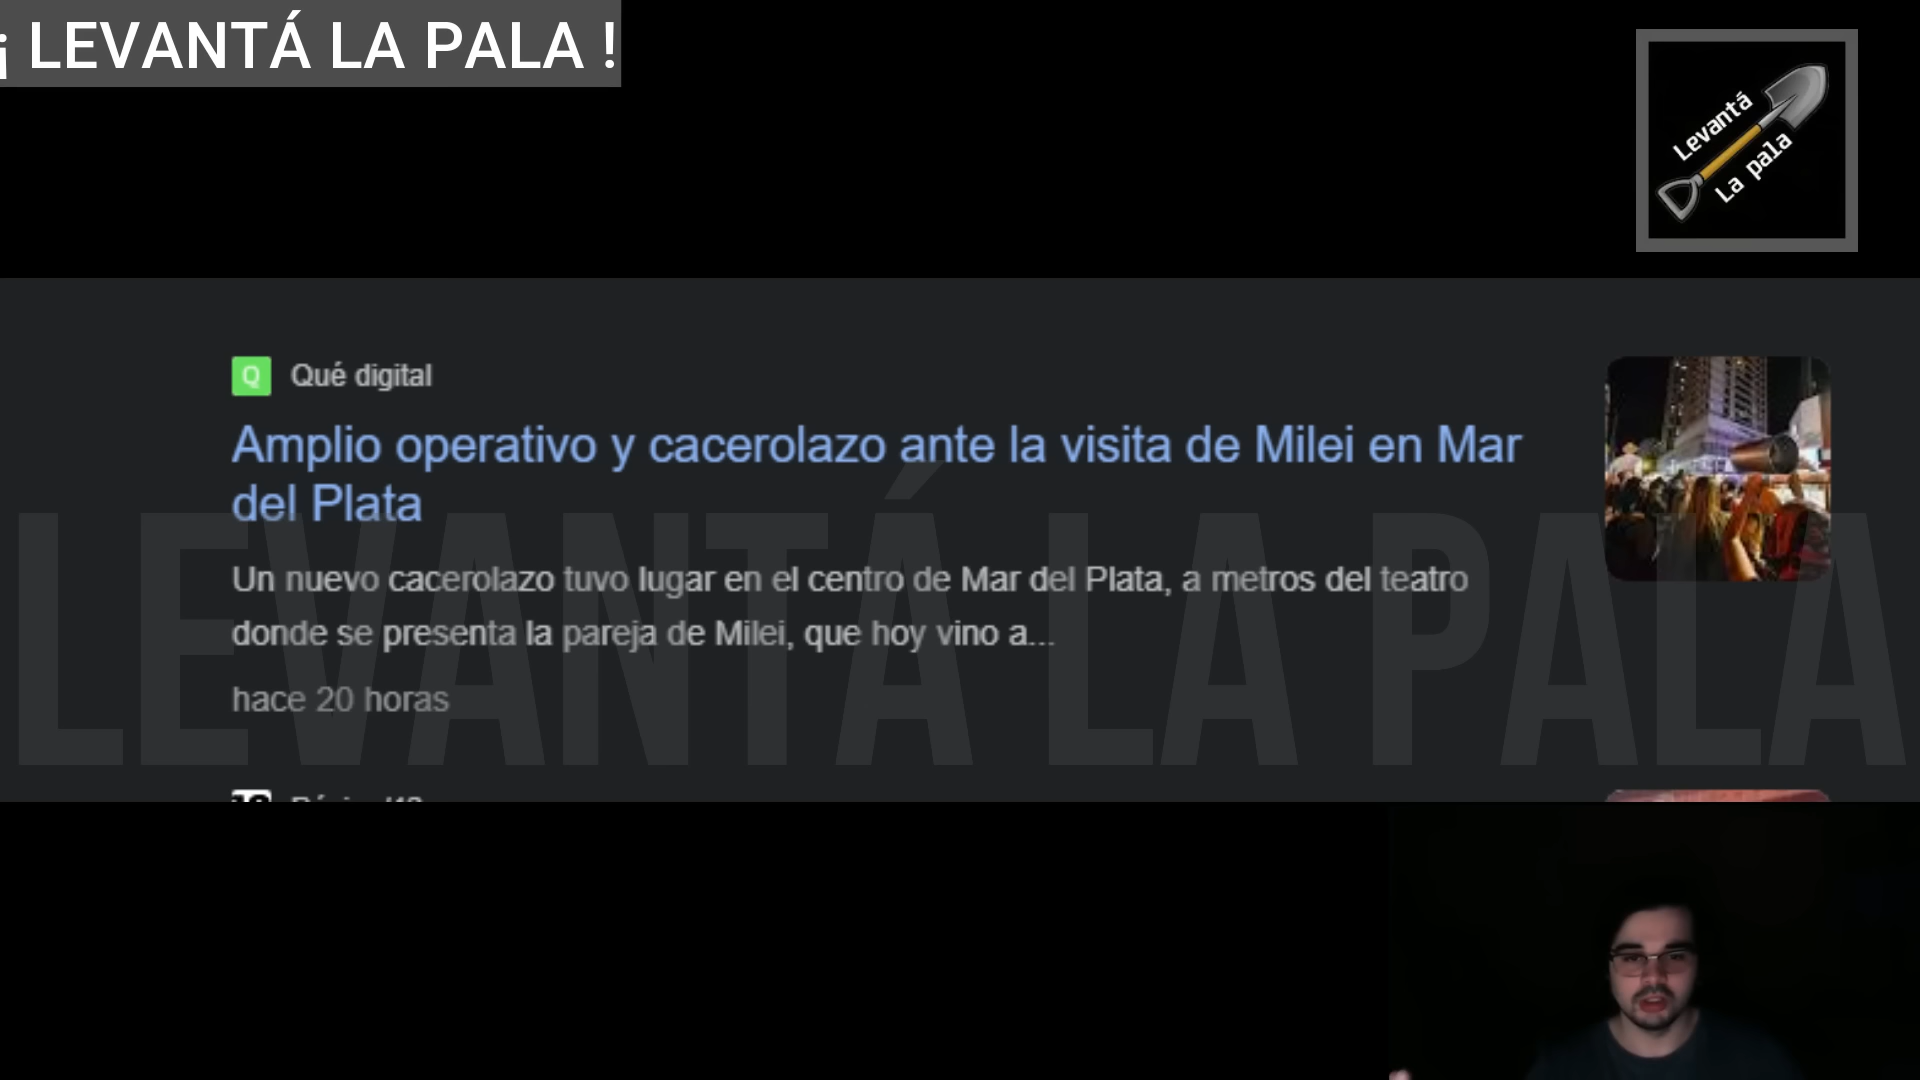 ¡ LEVANTÁ LA PALA !
Levantá
La pala
Q Qué digital
Amplio operativo y cacerolazo ante la visita de Milei en Mar
del Plata
Un nuevo cacerolazo tuvo lugar en el centro de Mar del Plata, a metros del teatro
donde se presenta la pareja de Milei, que hoy vino a...
hace 20 horas
LEVANTÁ LA PALA